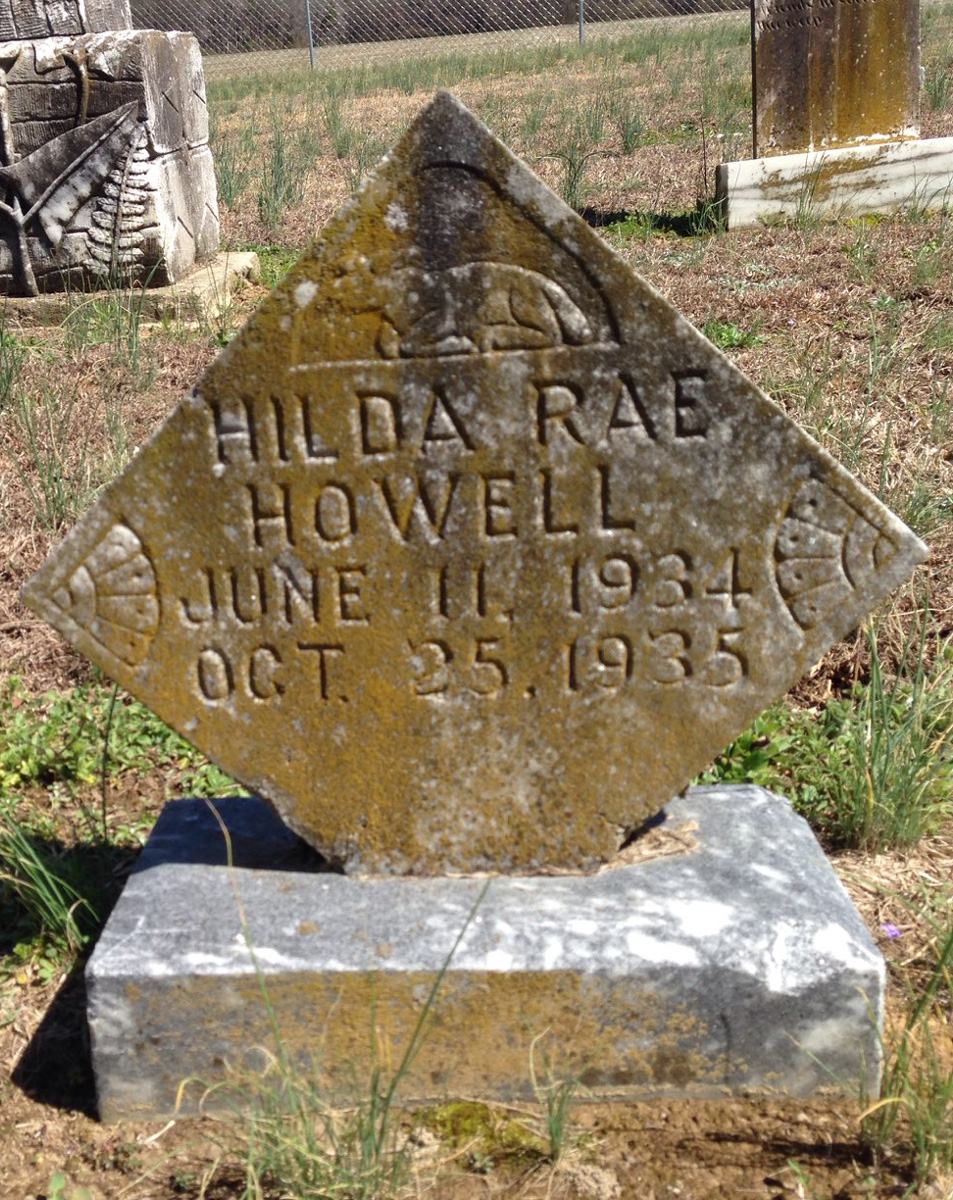 HILDA RAE
HOWELL
JUNE 11, 1934
OCT. 25, 1935